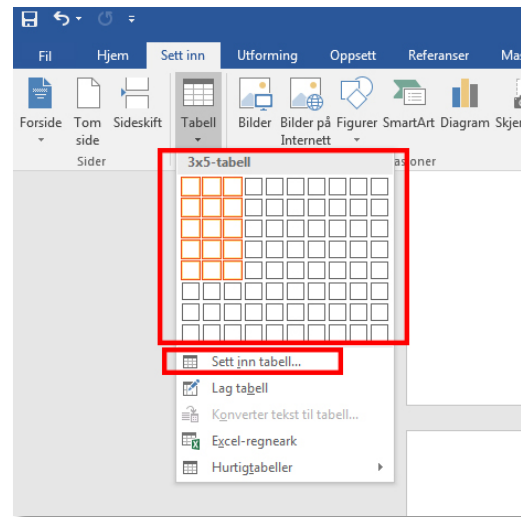 Fil Hjem Sett inn Utforming Oppsett Referanser
Forside Tom side Sideskift Tabell Bilder Bilder på Internett Figurer SmartArt Diagram
Sider
3x5-tabell
Sett inn tabell...
Lag tabell
Konverter tekst til tabell...
Excel-regneark
Hurtigtabeller